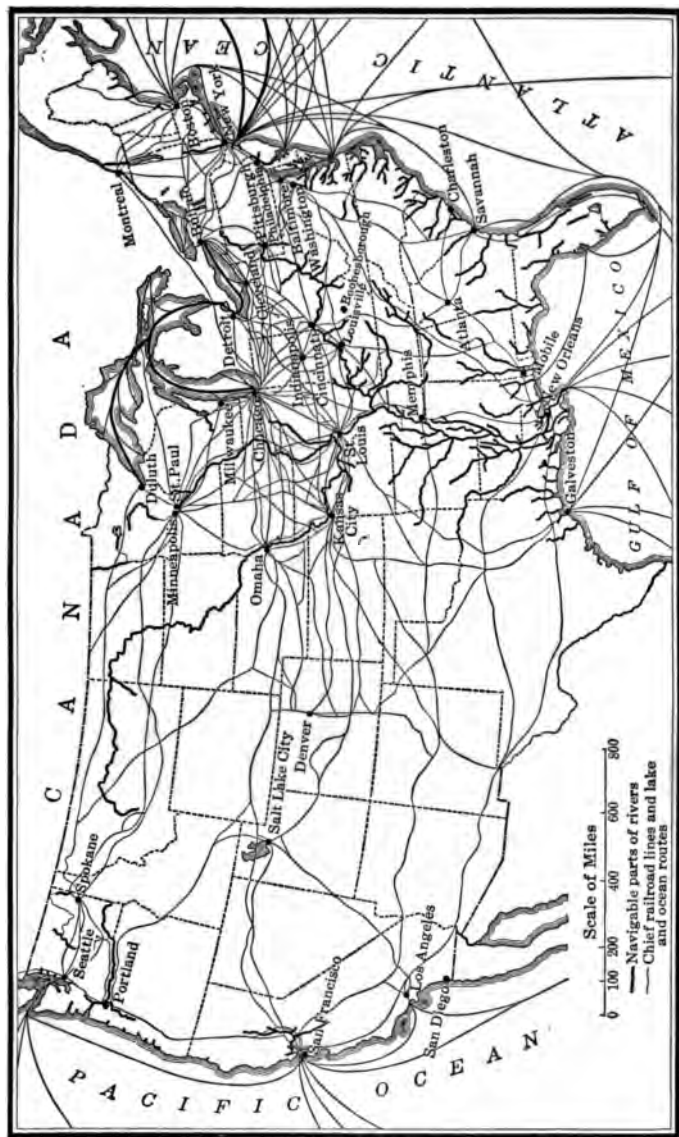 CANADA
Seattle
Spokane
Portland
Duluth
Minneapolis
St. Paul
Montreal
Boston
New York
Buffalo
Detroit
Milwaukee
Chicago
Cleveland
Pittsburg
Philadelphia
Baltimore
Washington
Omaha
Salt Lake City
Denver
Kansas
City
St.
Louis
Indianapolis
Cincinnati
Louisville
Boonesborough
San Francisco
Los Angeles
San Diego
Memphis
Atlanta
Charleston
Savannah
Mobile
New Orleans
Galveston
PACIFIC OCEAN
ATLANTIC
OCEAN
GULF OF MEXICO
Scale of Miles
0 100 200 400 600 800
Navigable parts of rivers
Chief railroad lines and lake
and ocean routes